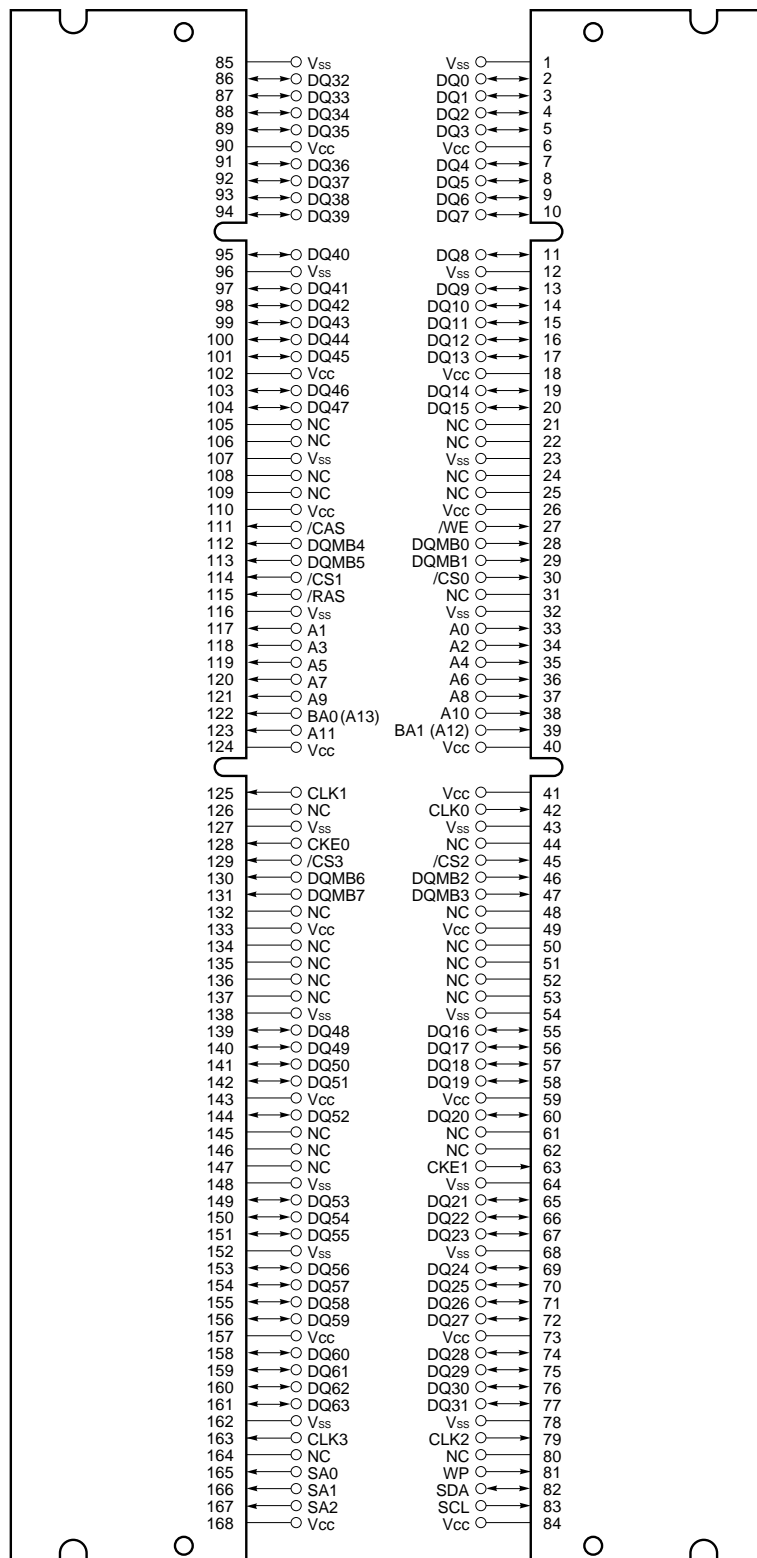 85 Vss Vss 1
86 DQ32 DQ0 2
87 DQ33 DQ1 3
88 DQ34 DQ2 4
89 DQ35 DQ3 5
90 Vcc Vcc 6
91 DQ36 DQ4 7
92 DQ37 DQ5 8
93 DQ38 DQ6 9
94 DQ39 DQ7 10
95 DQ40 DQ8 11
96 Vss Vss 12
97 DQ41 DQ9 13
98 DQ42 DQ10 14
99 DQ43 DQ11 15
100 DQ44 DQ12 16
101 DQ45 DQ13 17
102 Vcc Vcc 18
103 DQ46 DQ14 19
104 DQ47 DQ15 20
105 NC NC 21
106 NC NC 22
107 Vss Vss 23
108 NC NC 24
109 NC NC 25
110 Vcc Vcc 26
111 /CAS /WE 27
112 DQMB4 DQMB0 28
113 DQMB5 DQMB1 29
114 /CS1 /CS0 30
115 /RAS NC 31
116 Vss Vss 32
117 A1 A0 33
118 A3 A2 34
119 A5 A4 35
120 A7 A6 36
121 A9 A8 37
122 BA0 (A13) A10 38
123 A11 BA1 (A12) 39
124 Vcc Vcc 40
125 CLK1 Vcc 41
126 NC CLK0 42
127 Vss Vss 43
128 CKE0 NC 44
129 /CS3 /CS2 45
130 DQMB6 DQMB2 46
131 DQMB7 DQMB3 47
132 NC NC 48
133 Vcc Vcc 49
134 NC NC 50
135 NC NC 51
136 NC NC 52
137 NC NC 53
138 Vss Vss 54
139 DQ48 DQ16 55
140 DQ49 DQ17 56
141 DQ50 DQ18 57
142 DQ51 DQ19 58
143 Vcc Vcc 59
144 DQ52 DQ20 60
145 NC NC 61
146 NC NC 62
147 NC CKE1 63
148 Vss Vss 64
149 DQ53 DQ21 65
150 DQ54 DQ22 66
151 DQ55 DQ23 67
152 Vss Vss 68
153 DQ56 DQ24 69
154 DQ57 DQ25 70
155 DQ58 DQ26 71
156 DQ59 DQ27 72
157 Vcc Vcc 73
158 DQ60 DQ28 74
159 DQ61 DQ29 75
160 DQ62 DQ30 76
161 DQ63 DQ31 77
162 Vss Vss 78
163 CLK3 CLK2 79
164 NC NC 80
165 SA0 WP 81
166 SA1 SDA 82
167 SA2 SCL 83
168 Vcc Vcc 84